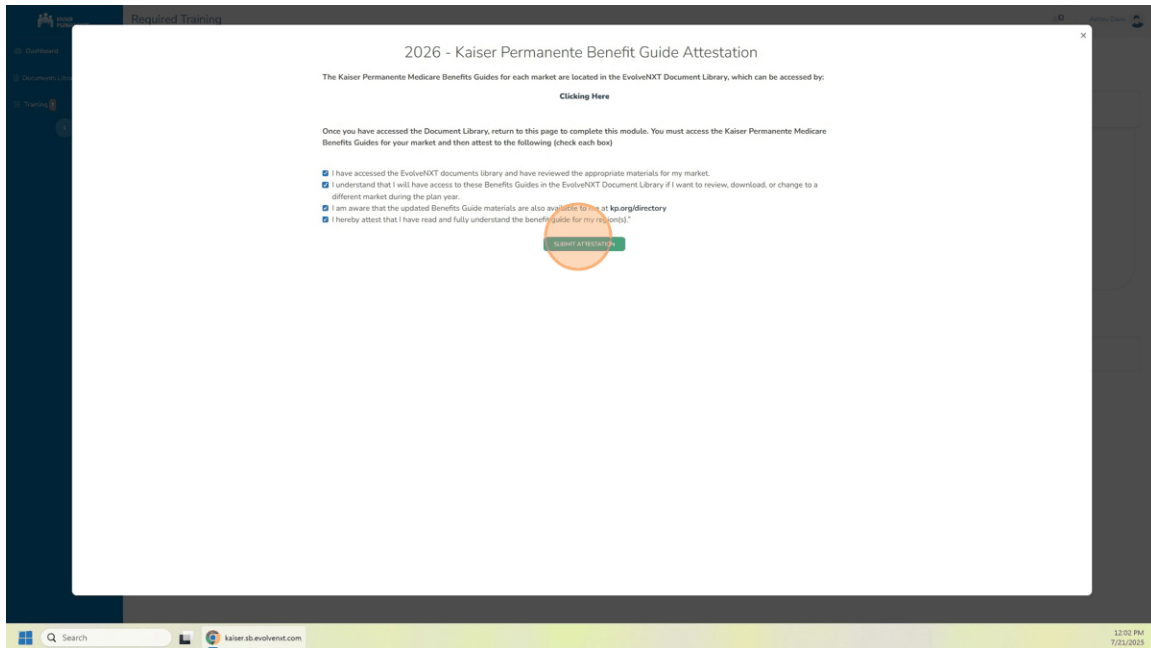 KAISER
Required Training
Dashboard
Documents
Training
×
2026 - Kaiser Permanente Benefit Guide Attestation
The Kaiser Permanente Medicare Benefits Guides for each market are located in the EvolveNXT Document Library, which can be accessed by:
Clicking Here
Once you have accessed the Document Library, return to this page to complete this module. You must access the Kaiser Permanente Medicare
Benefits Guides for your market and then attest to the following (check each box)
I have accessed the EvolveNXT documents library and have reviewed the appropriate materials for my market.
I understand that I will have access to these Benefits Guides in the EvolveNXT Document Library if I want to review, download, or change to a
different market during the plan year.
I am aware that the updated Benefits Guide materials are also available to me at kp.org/directory
I hereby attest that I have read and fully understand the benefit guide for my region(s)."
SUBMIT ATTESTATION
Search
kaiser.sb.evolvenxt.com
12:02 PM
7/21/2025